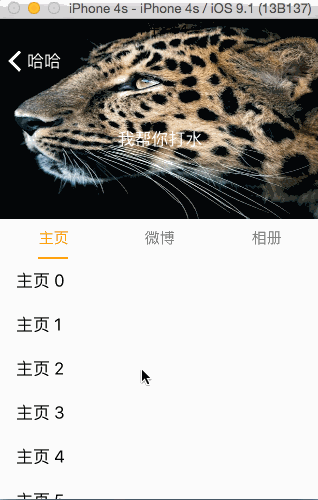 iPhone 4s - iPhone 4s / iOS 9.1 (13B137)
哈哈
我帮你打水
主页 微博 相册
主页 0
主页 1
主页 2
主页 3
主页 4
主页 5